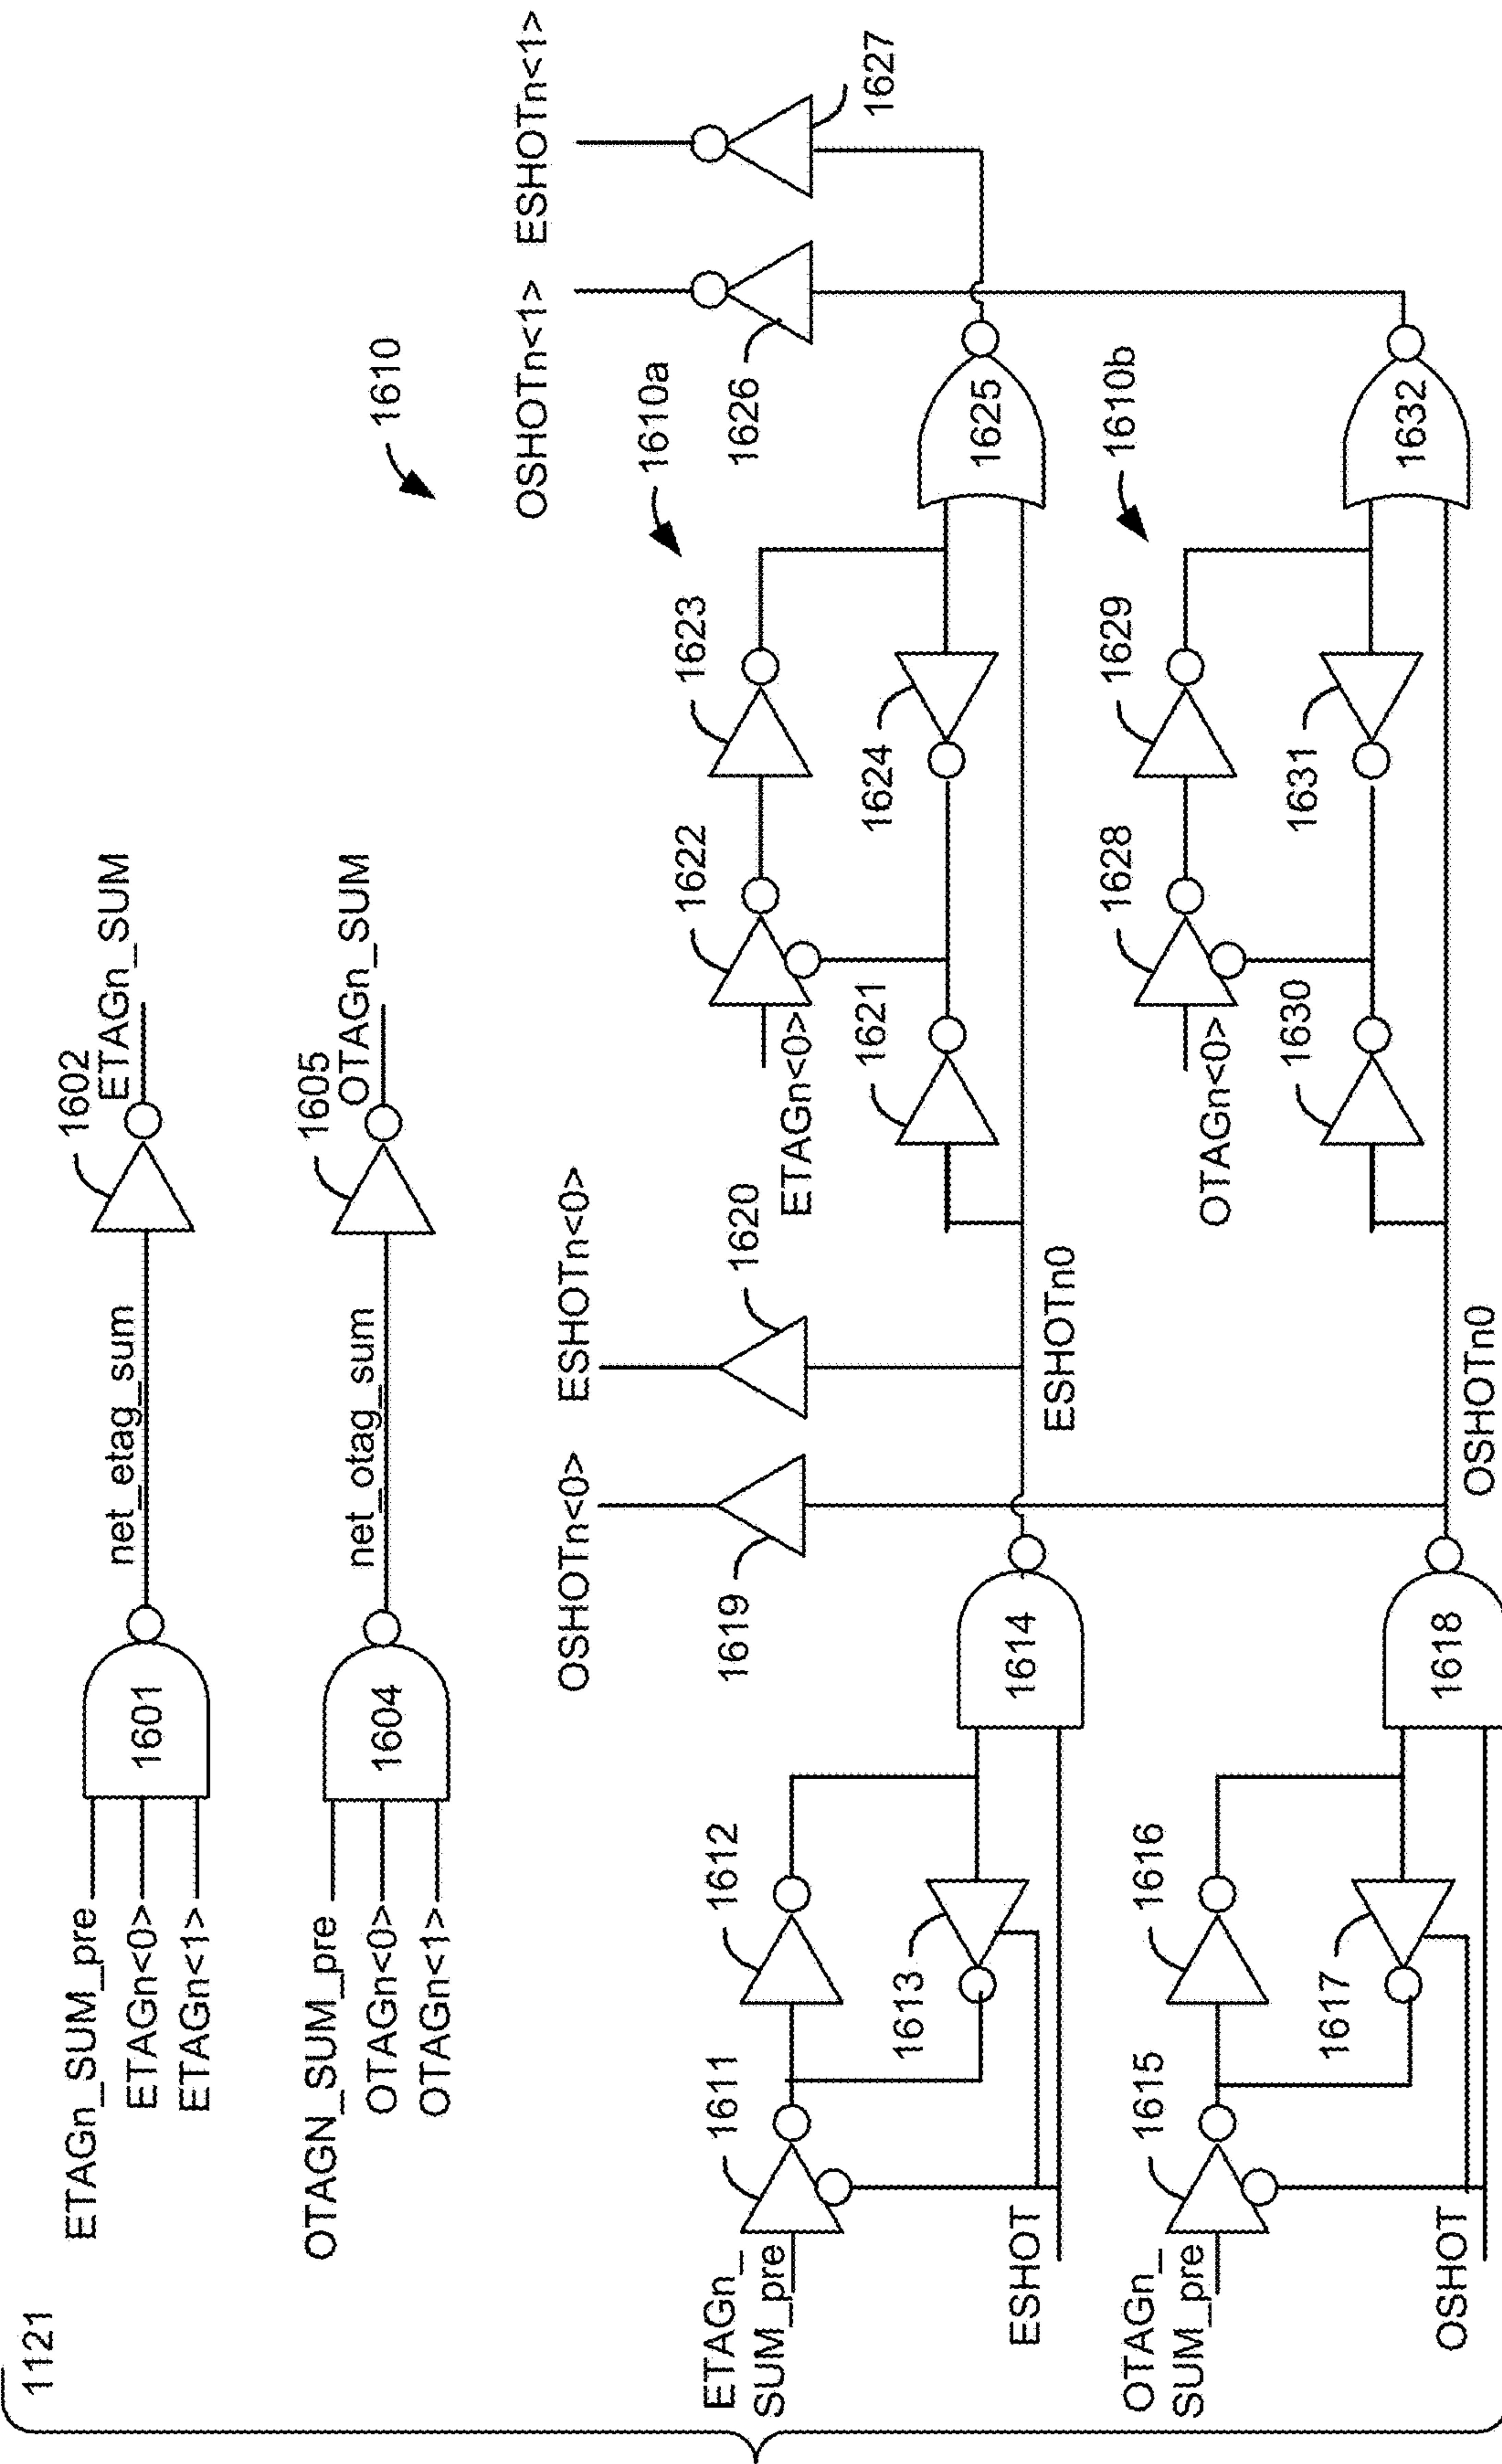 1121
ETAGn_SUM_pre
ETAGn<0>
ETAGn<1>
1601
net_etag_sum
1602
ETAGn_SUM
OTAGN_SUM_pre
OTAGn<0>
OTAGn<1>
1604
net_otag_sum
1605
OTAGn_SUM
1610
OSHOTn<0>
ESHOTn<0>
OSHOTn<1>
ESHOTn<1>
1619
1620
1626
1627
ETAGn_
SUM_pre
1611
1612
1613
ESHOT
1614
ESHOTn0
ETAGn<0>
1621
1622
1623
1624
1610a
1625
OTAGn_
SUM_pre
1615
1616
1617
OSHOT
1618
OSHOTn0
OTAGn<0>
1630
1628
1629
1631
1610b
1632